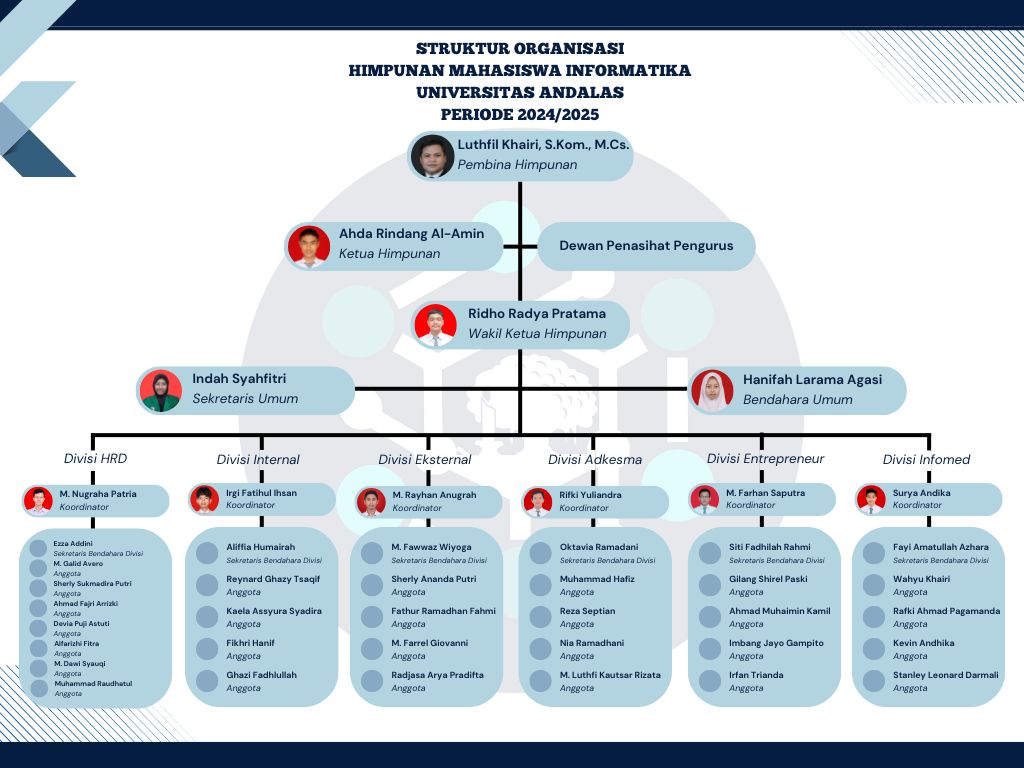 STRUKTUR ORGANISASI
HIMPUNAN MAHASISWA INFORMATIKA
UNIVERSITAS ANDALAS
PERIODE 2024/2025
Luthfil Khairi, S.Kom., M.Cs.
Pembina Himpunan
Ahda Rindang Al-Amin
Ketua Himpunan
Dewan Penasihat Pengurus
Ridho Radya Pratama
Wakil Ketua Himpunan
Indah Syahfitri
Sekretaris Umum
Hanifah Larama Agasi
Bendahara Umum
Divisi HRD
M. Nugraha Patria
Koordinator
Ezza Addini
Sekretaris Bendahara Divisi
M. Galid Avero
Anggota
Sherly Sukmadira Putri
Anggota
Ahmad Fajri Arrizki
Anggota
Devia Puji Astuti
Anggota
Alfarizhi Fitra
Anggota
M. Dawi Syauqi
Anggota
Muhammad Raudhatul
Anggota
Divisi Internal
Irgi Fatihul Ihsan
Koordinator
Aliffia Humairah
Sekretaris Bendahara Divisi
Reynard Ghazy Tsaqif
Anggota
Kaela Assyura Syadira
Anggota
Fikhri Hanif
Anggota
Ghazi Fadhlullah
Anggota
Divisi Eksternal
M. Rayhan Anugrah
Koordinator
M. Fawwaz Wiyoga
Sekretaris Bendahara Divisi
Sherly Ananda Putri
Anggota
Fathur Ramadhan Fahmi
Anggota
M. Farrel Giovanni
Anggota
Radjasa Arya Pradifta
Anggota
Divisi Adkesma
Rifki Yuliandra
Koordinator
Oktavia Ramadani
Sekretaris Bendahara Divisi
Muhammad Hafiz
Anggota
Reza Septian
Anggota
Nia Ramadhani
Anggota
M. Luthfi Kautsar Rizata
Anggota
Divisi Entrepreneur
M. Farhan Saputra
Koordinator
Siti Fadhilah Rahmi
Sekretaris Bendahara Divisi
Gilang Shirel Paski
Anggota
Ahmad Muhaimin Kamil
Anggota
Imbang Jayo Gampito
Anggota
Irfan Trianda
Anggota
Divisi Infomed
Surya Andika
Koordinator
Fayi Amatullah Azhara
Sekretaris Bendahara Divisi
Wahyu Khairi
Anggota
Rafki Ahmad Pagamanda
Anggota
Kevin Andhika
Anggota
Stanley Leonard Darmali
Anggota